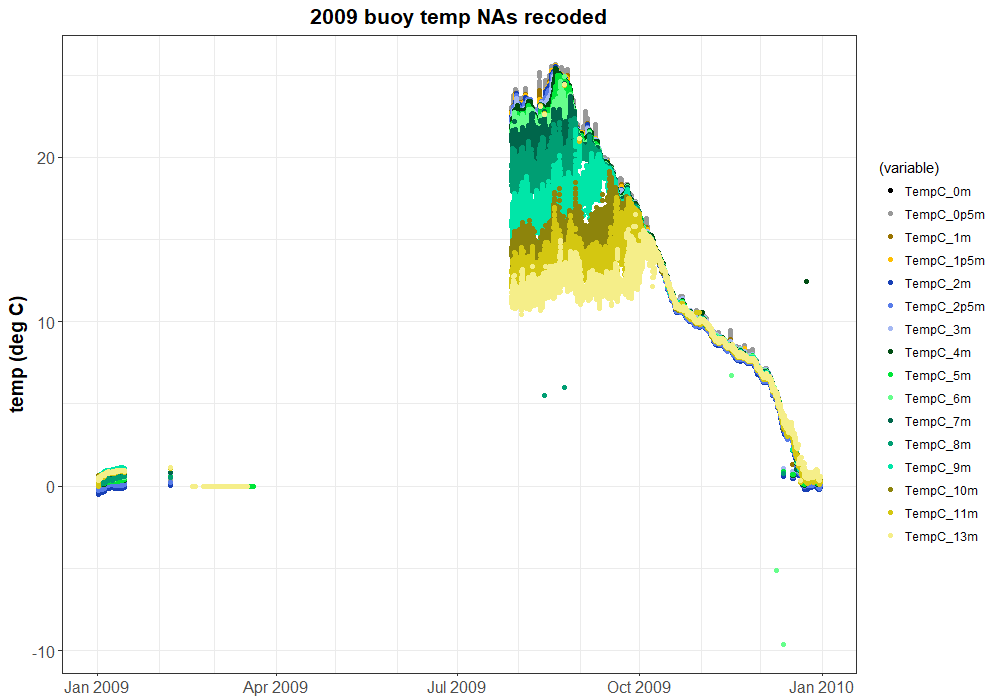 2009 buoy temp NAs recoded
temp (deg C)
20
10
0
-10
Jan 2009
Apr 2009
Jul 2009
Oct 2009
Jan 2010
(variable)
TempC_0m
TempC_0p5m
TempC_1m
TempC_1p5m
TempC_2m
TempC_2p5m
TempC_3m
TempC_4m
TempC_5m
TempC_6m
TempC_7m
TempC_8m
TempC_9m
TempC_10m
TempC_11m
TempC_13m